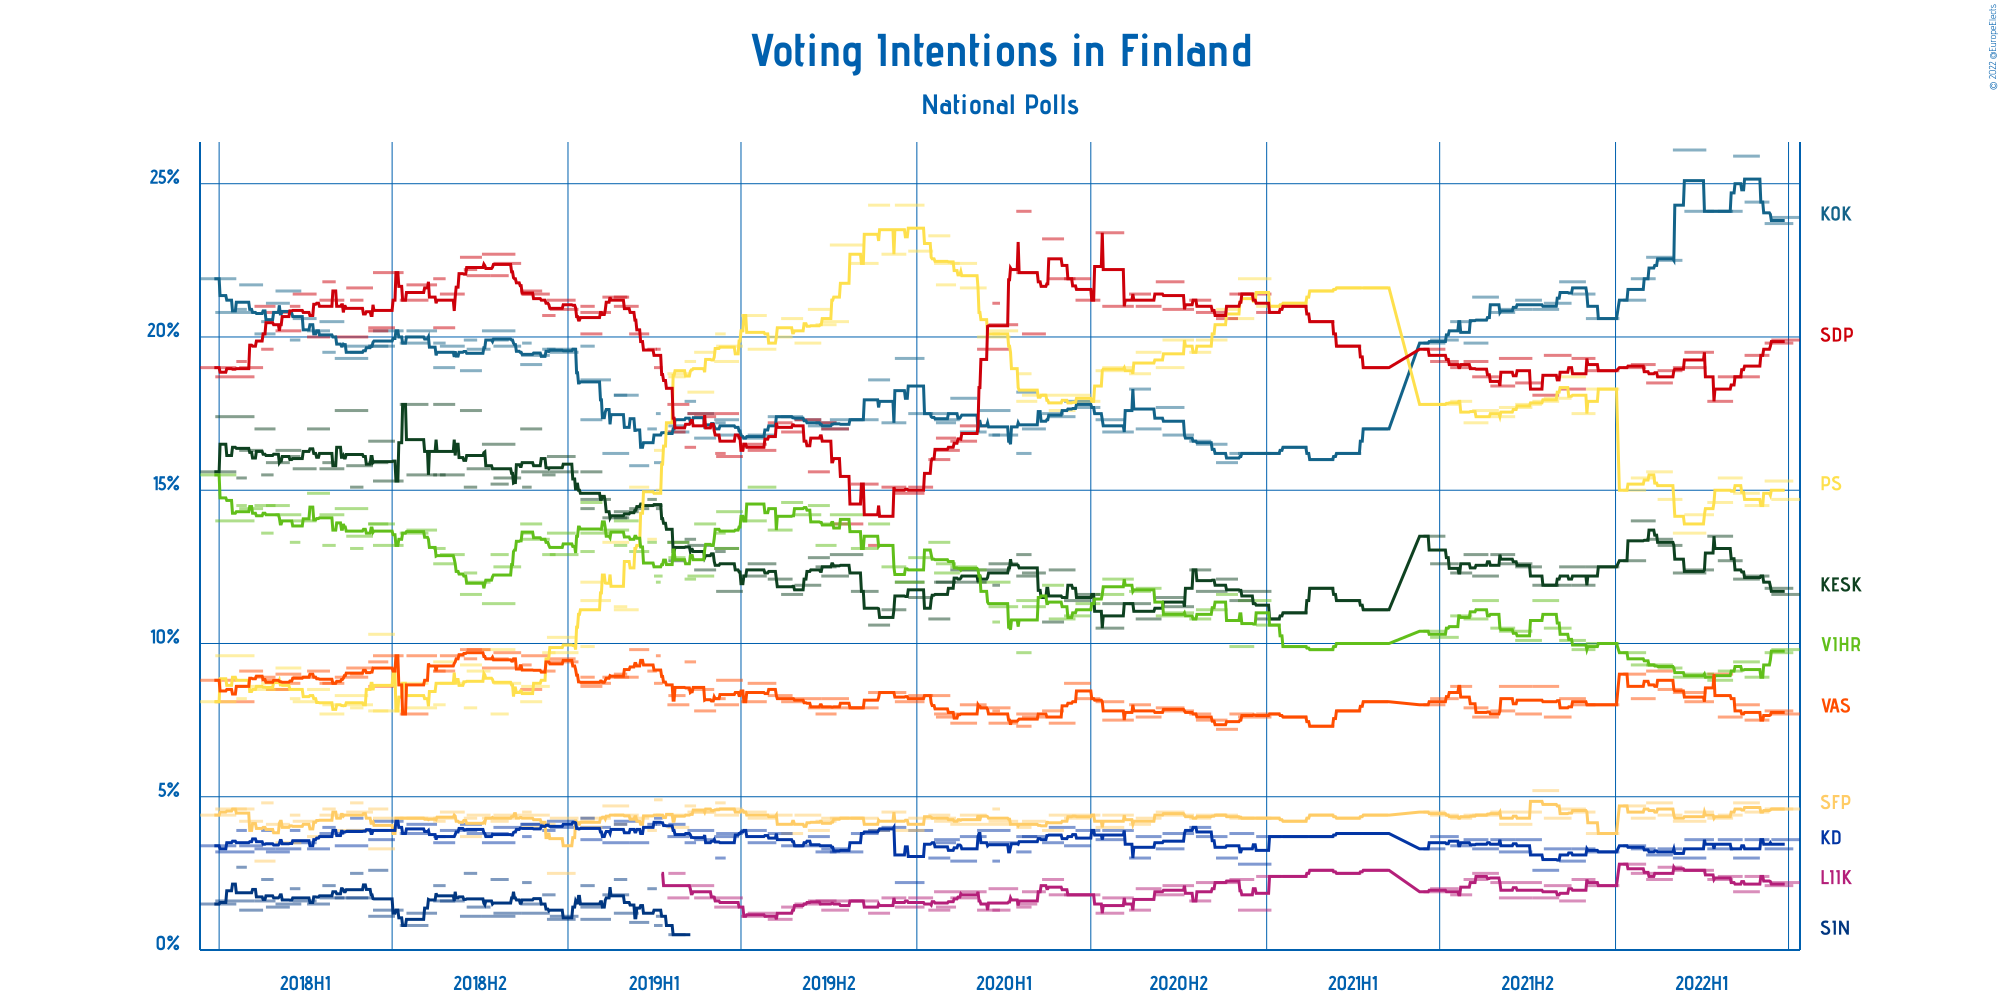 Voting Intentions in Finland
National Polls
© 2022 @EuropeElects
25%
20%
15%
10%
5%
0%
KOK
SDP
PS
KESK
VIHR
VAS
SFP
KD
LIIK
SIN
2018H1
2018H2
2019H1
2019H2
2020H1
2020H2
2021H1
2021H2
2022H1